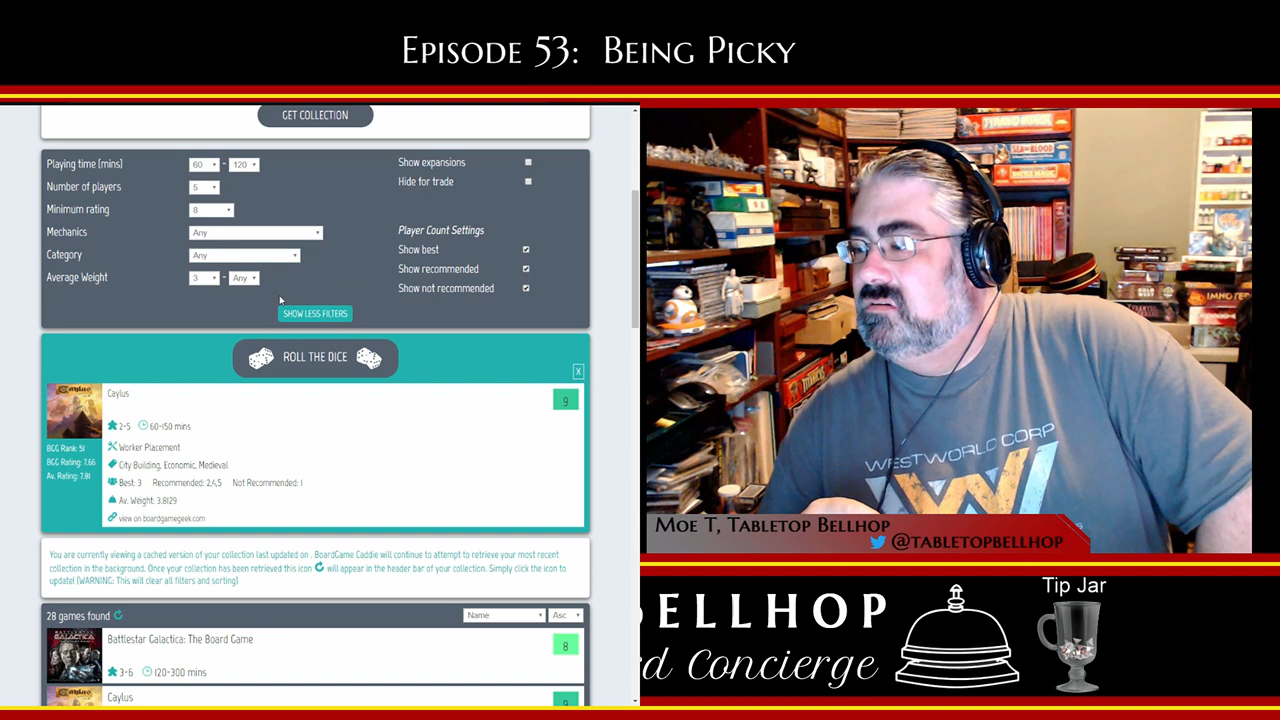 EPISODE 53: BEING PICKY
GET COLLECTION
Playing time [mins] 60 - 120
Number of players 5
Minimum rating 8
Mechanics Any
Category Any
Average Weight 3 - Any
Show expansions
Hide for trade
Player Count Settings
Show best
Show recommended
Show not recommended
SHOW LESS FILTERS
ROLL THE DICE
X
Caylus
9
2-5 60-150 mins
Worker Placement
City Building, Economic, Medieval
Best: 3 Recommended: 2,4,5 Not Recommended: 1
Av. Weight: 3.8129
view on boardgamegeek.com
BGG Rank: 51
BGG Rating: 7.66
Av. Rating: 7.81
You are currently viewing a cached version of your collection last updated on . BoardGame Caddie will continue to attempt to retrieve your most recent
collection in the background. Once your collection has been retrieved this icon will appear in the header bar of your collection. Simply click the icon to
update! (WARNING: This will clear all filters and sorting)
28 games found
Name Asc
Battlestar Galactica: The Board Game
8
3-6 120-300 mins
Caylus
9
SEA OF BLOOD
BATTLE MASTERS
IMHOTEP
WESTWORLD CORP
MOE T, TABLETOP BELLHOP
@TABLETOPBELLHOP
BELLHOP
rd Concierge
Tip Jar